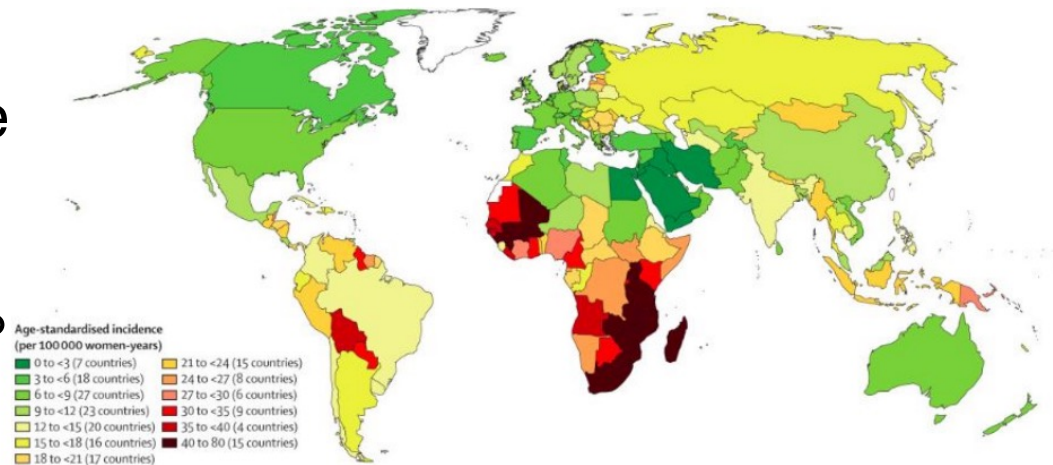 e
Age-standardised incidence
(per 100 000 women-years)
0 to <3 (7 countries)
3 to <6 (18 countries)
6 to <9 (27 countries)
9 to <12 (23 countries)
12 to <15 (20 countries)
15 to <18 (16 countries)
18 to <21 (17 countries)
21 to <24 (15 countries)
24 to <27 (8 countries)
27 to <30 (6 countries)
30 to <35 (9 countries)
35 to <40 (4 countries)
40 to 80 (15 countries)